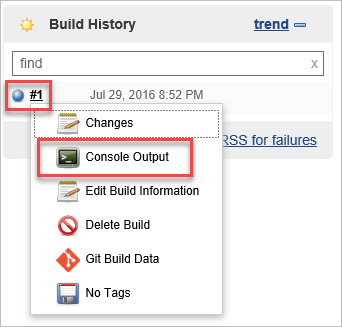 Build History trend
find x
#1 Jul 29, 2016 8:52 PM
Changes
Console Output
RSS for failures
Edit Build Information
Delete Build
Git Build Data
No Tags